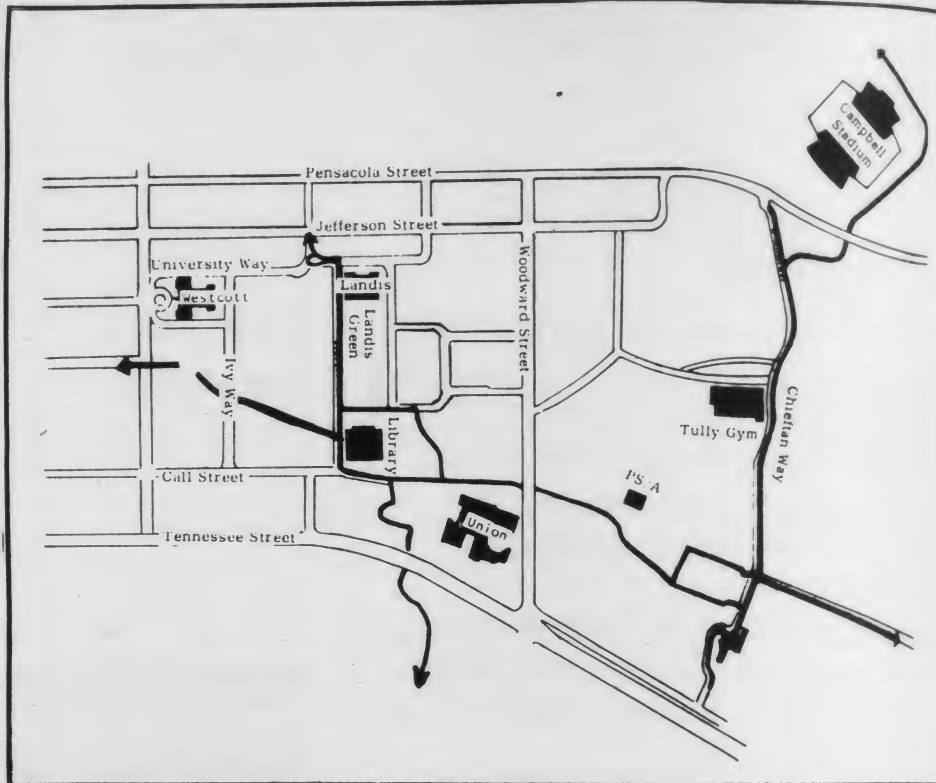 Campbell
Stadium
Pensacola Street
Jefferson Street
University Way
Westcott
Landis
Landis
Green
Woodward Street
Ivy Way
Library
Tully Gym
Chieftan Way
Call Street
Union
Tennessee Street